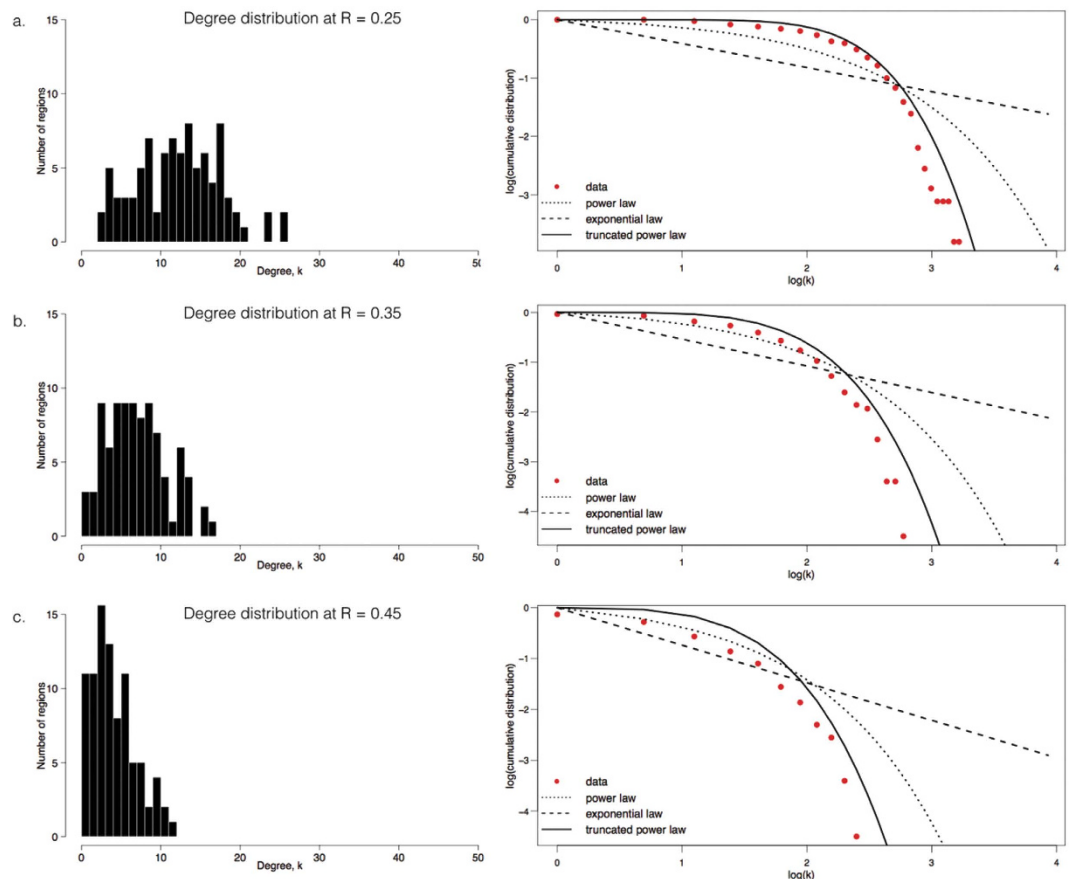 a.
Degree distribution at R = 0.25
Number of regions
15
10
5
0
0 10 20 30 40 50
Degree, k
log(cumulative distribution)
0
−1
−2
−3
data
power law
exponential law
truncated power law
0 1 2 3 4
log(k)
b.
Degree distribution at R = 0.35
Number of regions
15
10
5
0
0 10 20 30 40 50
Degree, k
log(cumulative distribution)
0
−1
−2
−3
−4
data
power law
exponential law
truncated power law
0 1 2 3 4
log(k)
c.
Degree distribution at R = 0.45
Number of regions
15
10
5
0
0 10 20 30 40 50
Degree, k
log(cumulative distribution)
0
−1
−2
−3
−4
data
power law
exponential law
truncated power law
0 1 2 3 4
log(k)